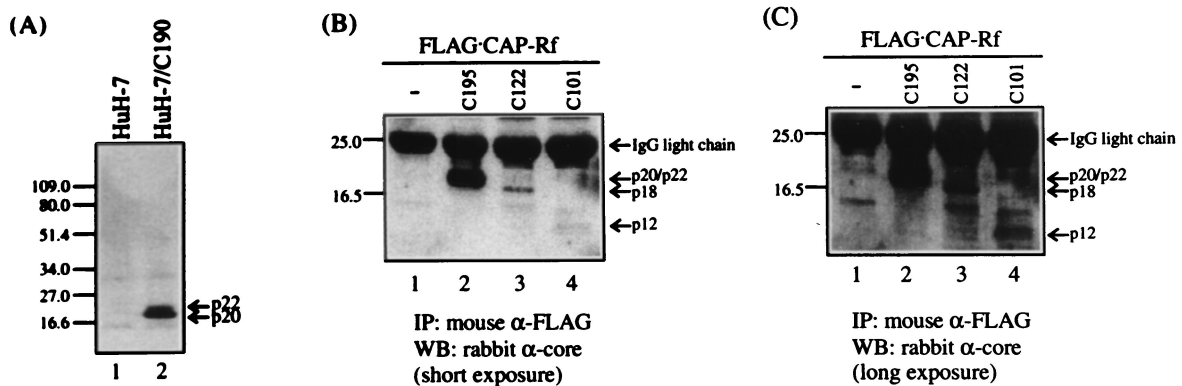 (A)
HuH-7
HuH-7/C190
109.0
80.0
51.4
34.0
27.0
16.6
p22
p20
1 2
(B)
FLAG·CAP-Rf
- C195 C122 C101
25.0
16.5
IgG light chain
p20/p22
p18
p12
1 2 3 4
IP: mouse α-FLAG
WB: rabbit α-core
(short exposure)
(C)
FLAG·CAP-Rf
- C195 C122 C101
25.0
16.5
IgG light chain
p20/p22
p18
p12
1 2 3 4
IP: mouse α-FLAG
WB: rabbit α-core
(long exposure)